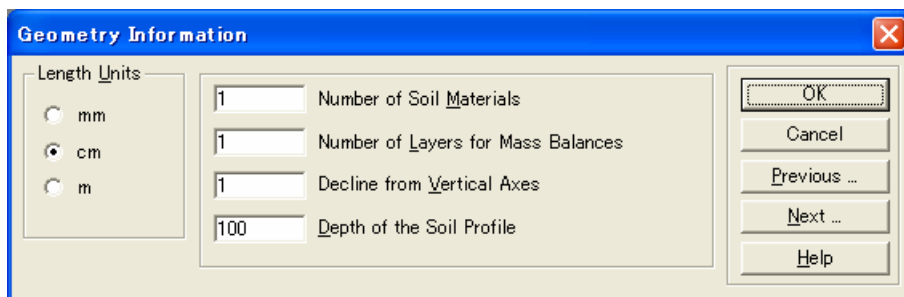 Geometry Information
Length Units
mm
cm
m
1 Number of Soil Materials
1 Number of Layers for Mass Balances
1 Decline from Vertical Axes
100 Depth of the Soil Profile
OK
Cancel
Previous ...
Next ...
Help